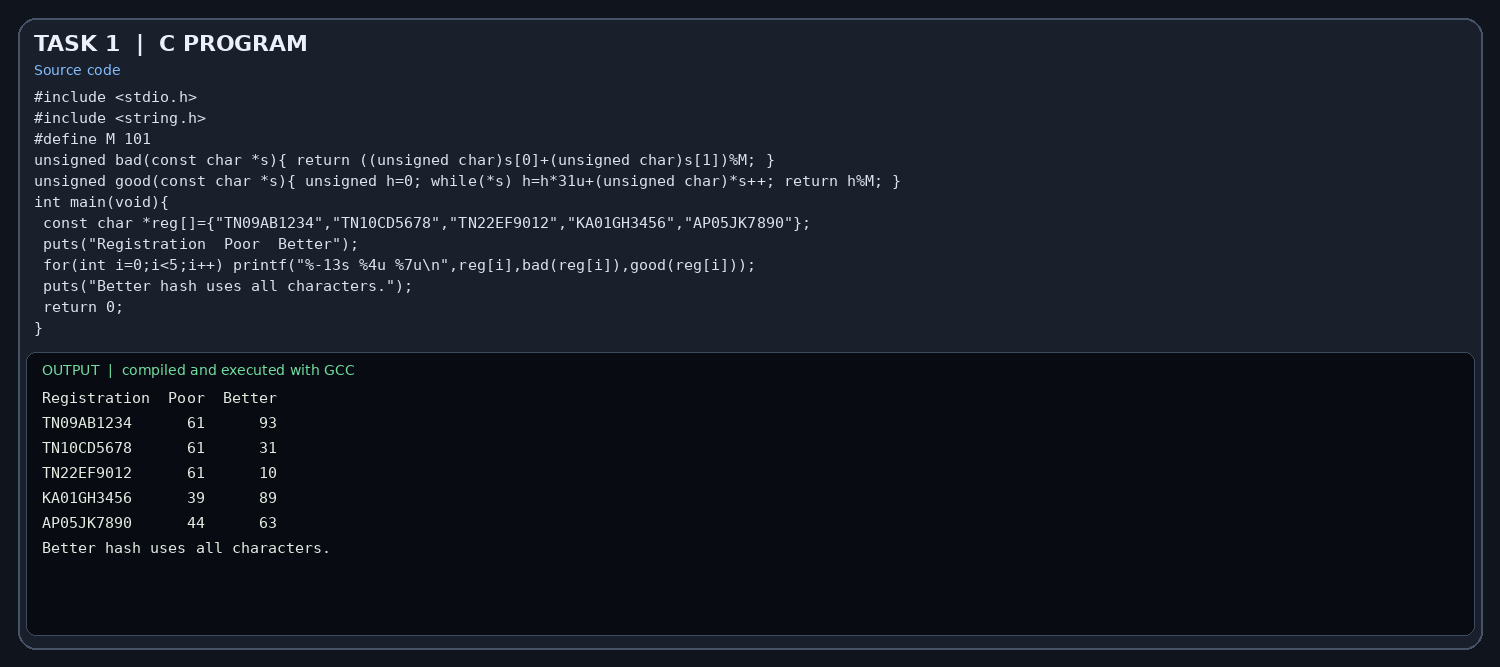 TASK 1 | C PROGRAM
Source code
#include <stdio.h>
#include <string.h>
#define M 101
unsigned bad(const char *s){ return ((unsigned char)s[0]+(unsigned char)s[1])%M; }
unsigned good(const char *s){ unsigned h=0; while(*s) h=h*31u+(unsigned char)*s++; return h%M; }
int main(void){
 const char *reg[]={"TN09AB1234","TN10CD5678","TN22EF9012","KA01GH3456","AP05JK7890"};
 puts("Registration  Poor  Better");
 for(int i=0;i<5;i++) printf("%-13s %4u %7u\n",reg[i],bad(reg[i]),good(reg[i]));
 puts("Better hash uses all characters.");
 return 0;
}
OUTPUT | compiled and executed with GCC
Registration  Poor  Better
TN09AB1234      61      93
TN10CD5678      61      31
TN22EF9012      61      10
KA01GH3456      39      89
AP05JK7890      44      63
Better hash uses all characters.